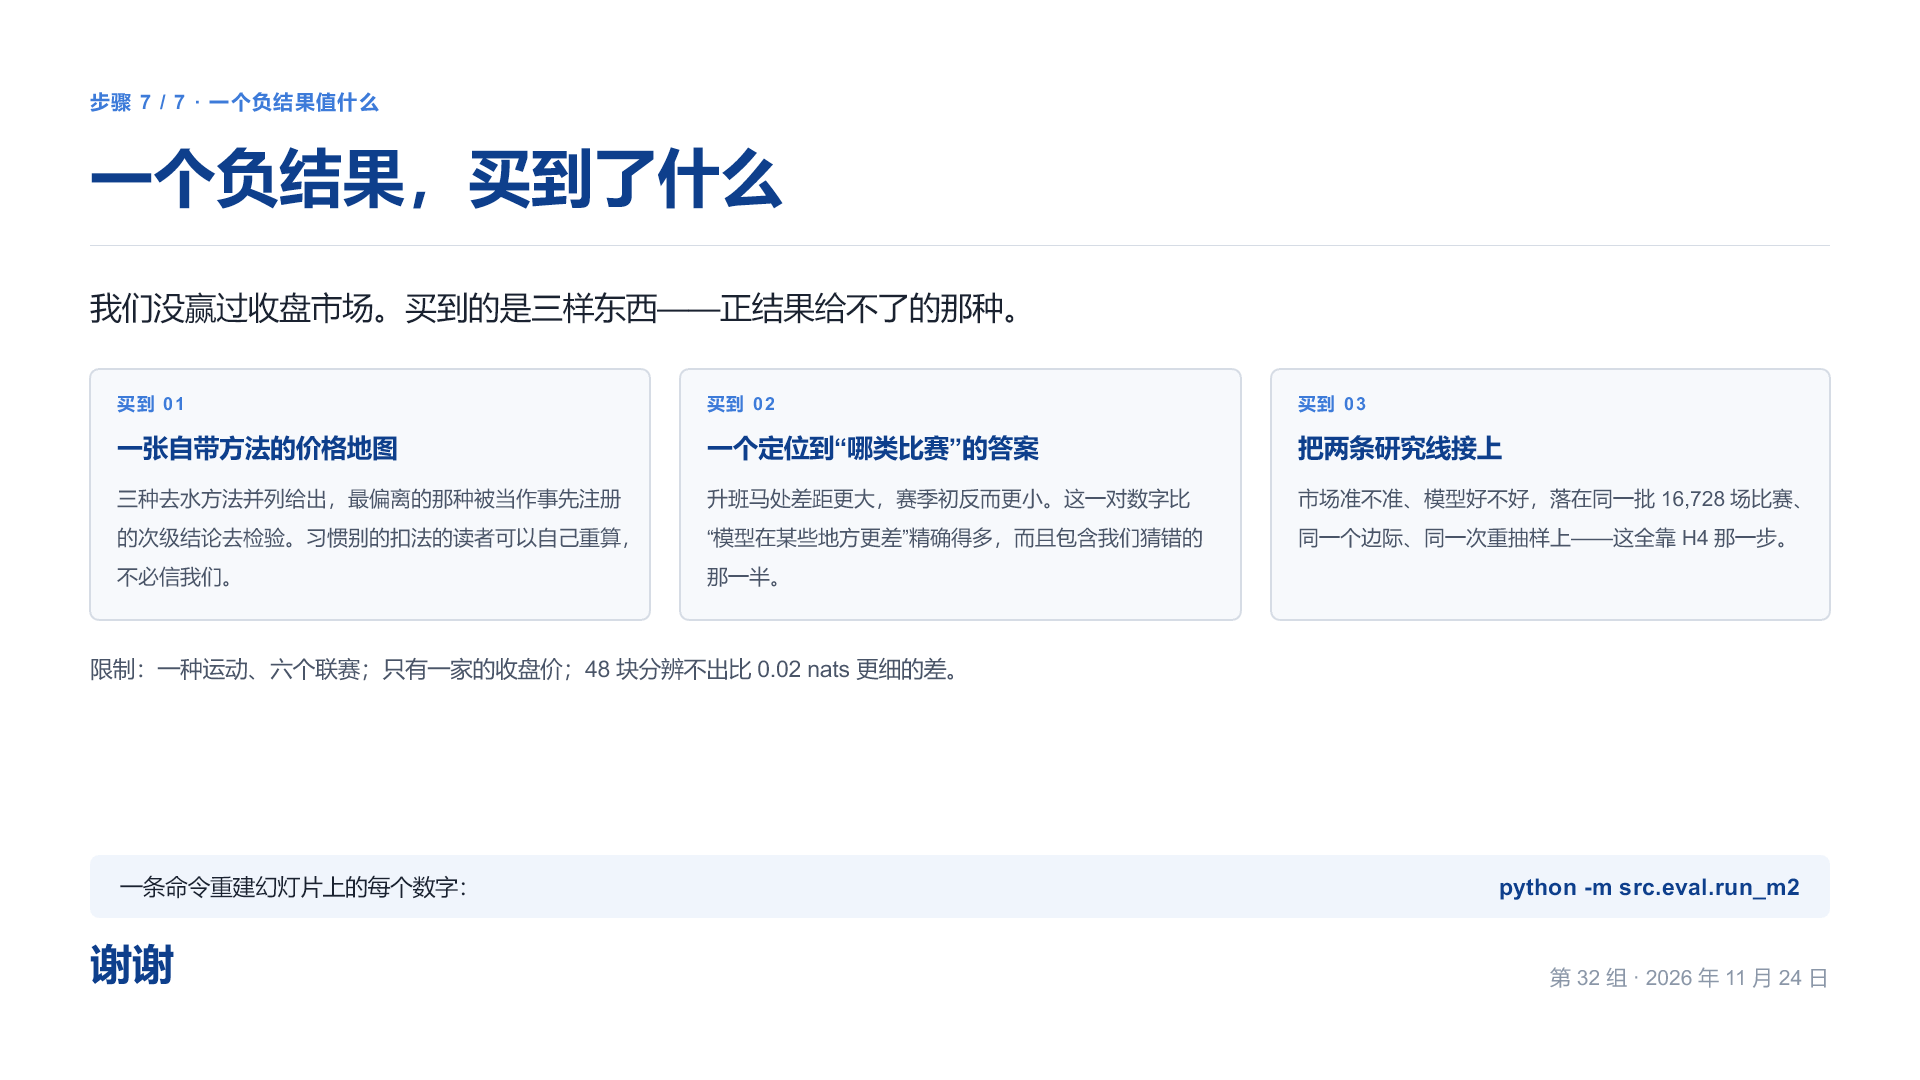 步骤 7 / 7 · 一个负结果值什么
一个负结果，买到了什么
我们没赢过收盘市场。买到的是三样东西——正结果给不了的那种。
买到 01
一张自带方法的价格地图
三种去水方法并列给出，最偏离的那种被当作事先注册
的次级结论去检验。习惯别的扣法的读者可以自己重算，
不必信我们。
买到 02
一个定位到“哪类比赛”的答案
升班马处差距更大，赛季初反而更小。这一对数字比
“模型在某些地方更差”精确得多，而且包含我们猜错的
那一半。
买到 03
把两条研究线接上
市场准不准、模型好不好，落在同一批 16,728 场比赛、
同一个边际、同一次重抽样上——这全靠 H4 那一步。
限制：一种运动、六个联赛；只有一家的收盘价；48 块分辨不出比 0.02 nats 更细的差。
一条命令重建幻灯片上的每个数字：
python -m src.eval.run_m2
谢谢
第 32 组 · 2026 年 11 月 24 日